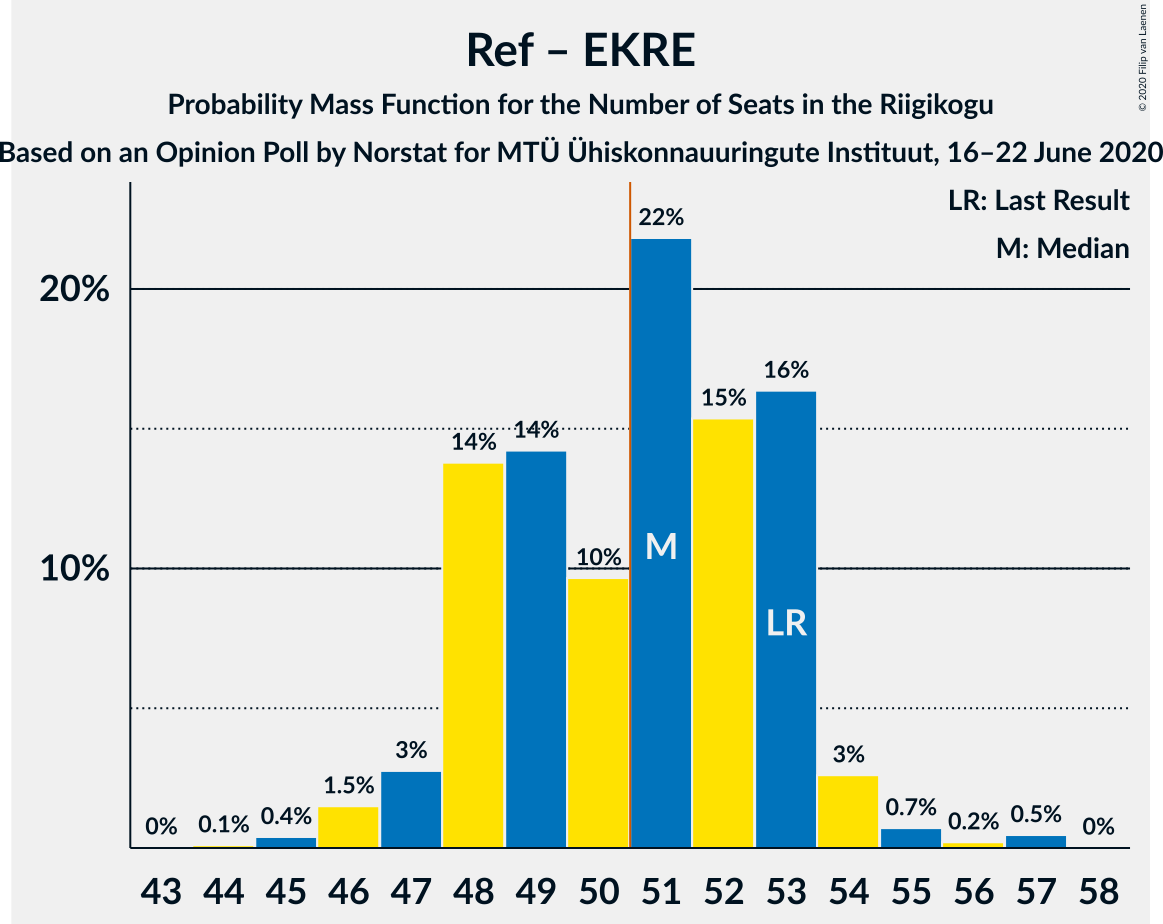 Ref – EKRE
Probability Mass Function for the Number of Seats in the Riigikogu
Based on an Opinion Poll by Norstat for MTÜ Ühiskonnauuringute Instituut, 16–22 June 2020
© 2020 Filip van Laenen
LR: Last Result
M: Median
20%
10%
0%
0.1%
0.4%
1.5%
3%
14%
14%
10%
22%
15%
16%
3%
0.7%
0.2%
0.5%
0%
M
LR
43 44 45 46 47 48 49 50 51 52 53 54 55 56 57 58